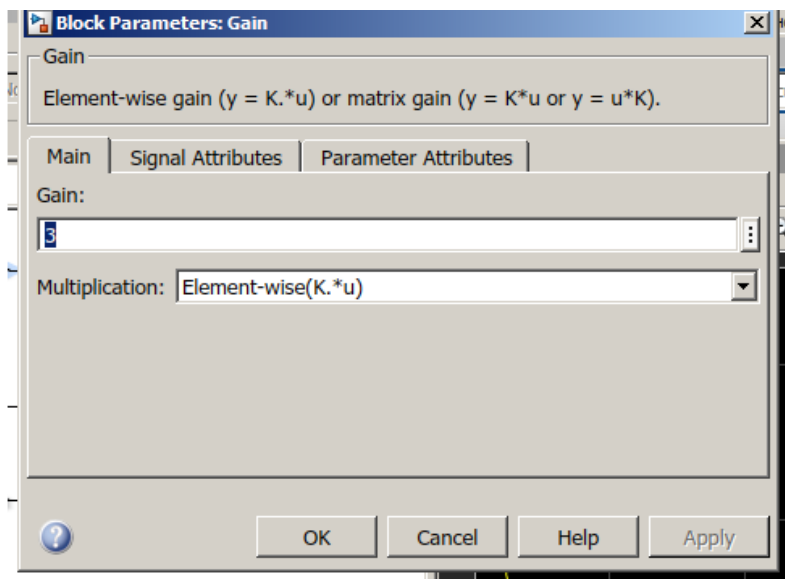 Block Parameters: Gain
Gain
Element-wise gain (y = K.*u) or matrix gain (y = K*u or y = u*K).
Main Signal Attributes Parameter Attributes
Gain:
3
Multiplication: Element-wise(K.*u)
OK Cancel Help Apply